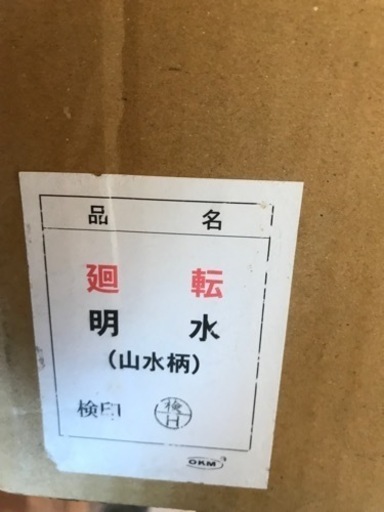 品 名
廻 転
明 水
(山水柄)
検印 検
H
OKM